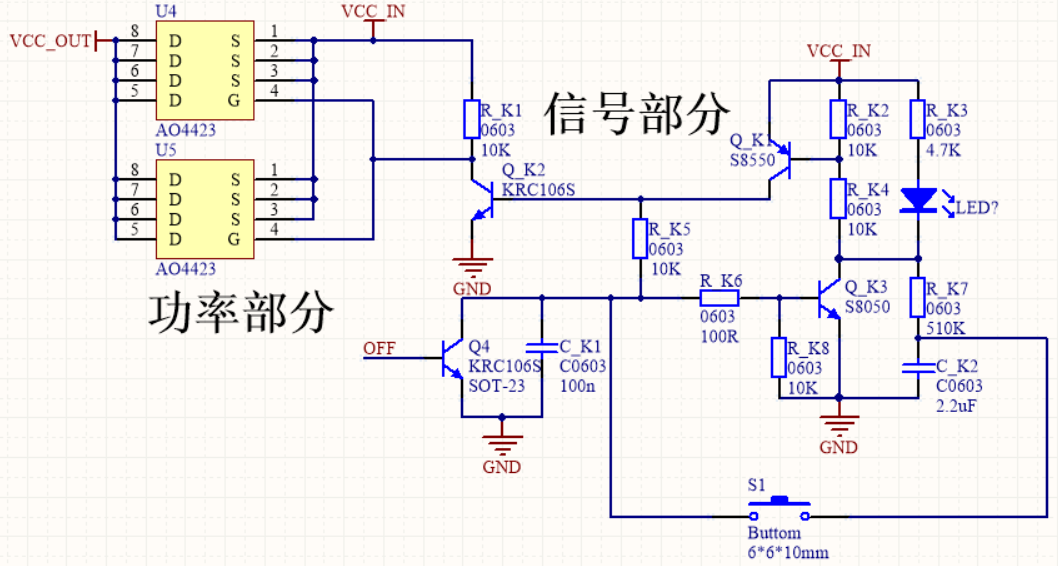 U4
VCC_IN
VCC_OUT
8 D S 1
7 D S 2
6 D S 3
5 D G 4
AO4423
U5
8 D S 1
7 D S 2
6 D S 3
5 D G 4
AO4423
功率部分
R_K1
0603
10K
Q_K2
KRC106S
GND
信号部分
VCC_IN
Q_K1
S8550
R_K2
0603
10K
R_K3
0603
4.7K
R_K4
0603
10K
LED?
R_K5
0603
10K
R_K6
0603
100R
Q_K3
S8050
R_K7
0603
510K
OFF
Q4
KRC106S
SOT-23
C_K1
C0603
100n
GND
R_K8
0603
10K
C_K2
C0603
2.2uF
GND
S1
Buttom
6*6*10mm